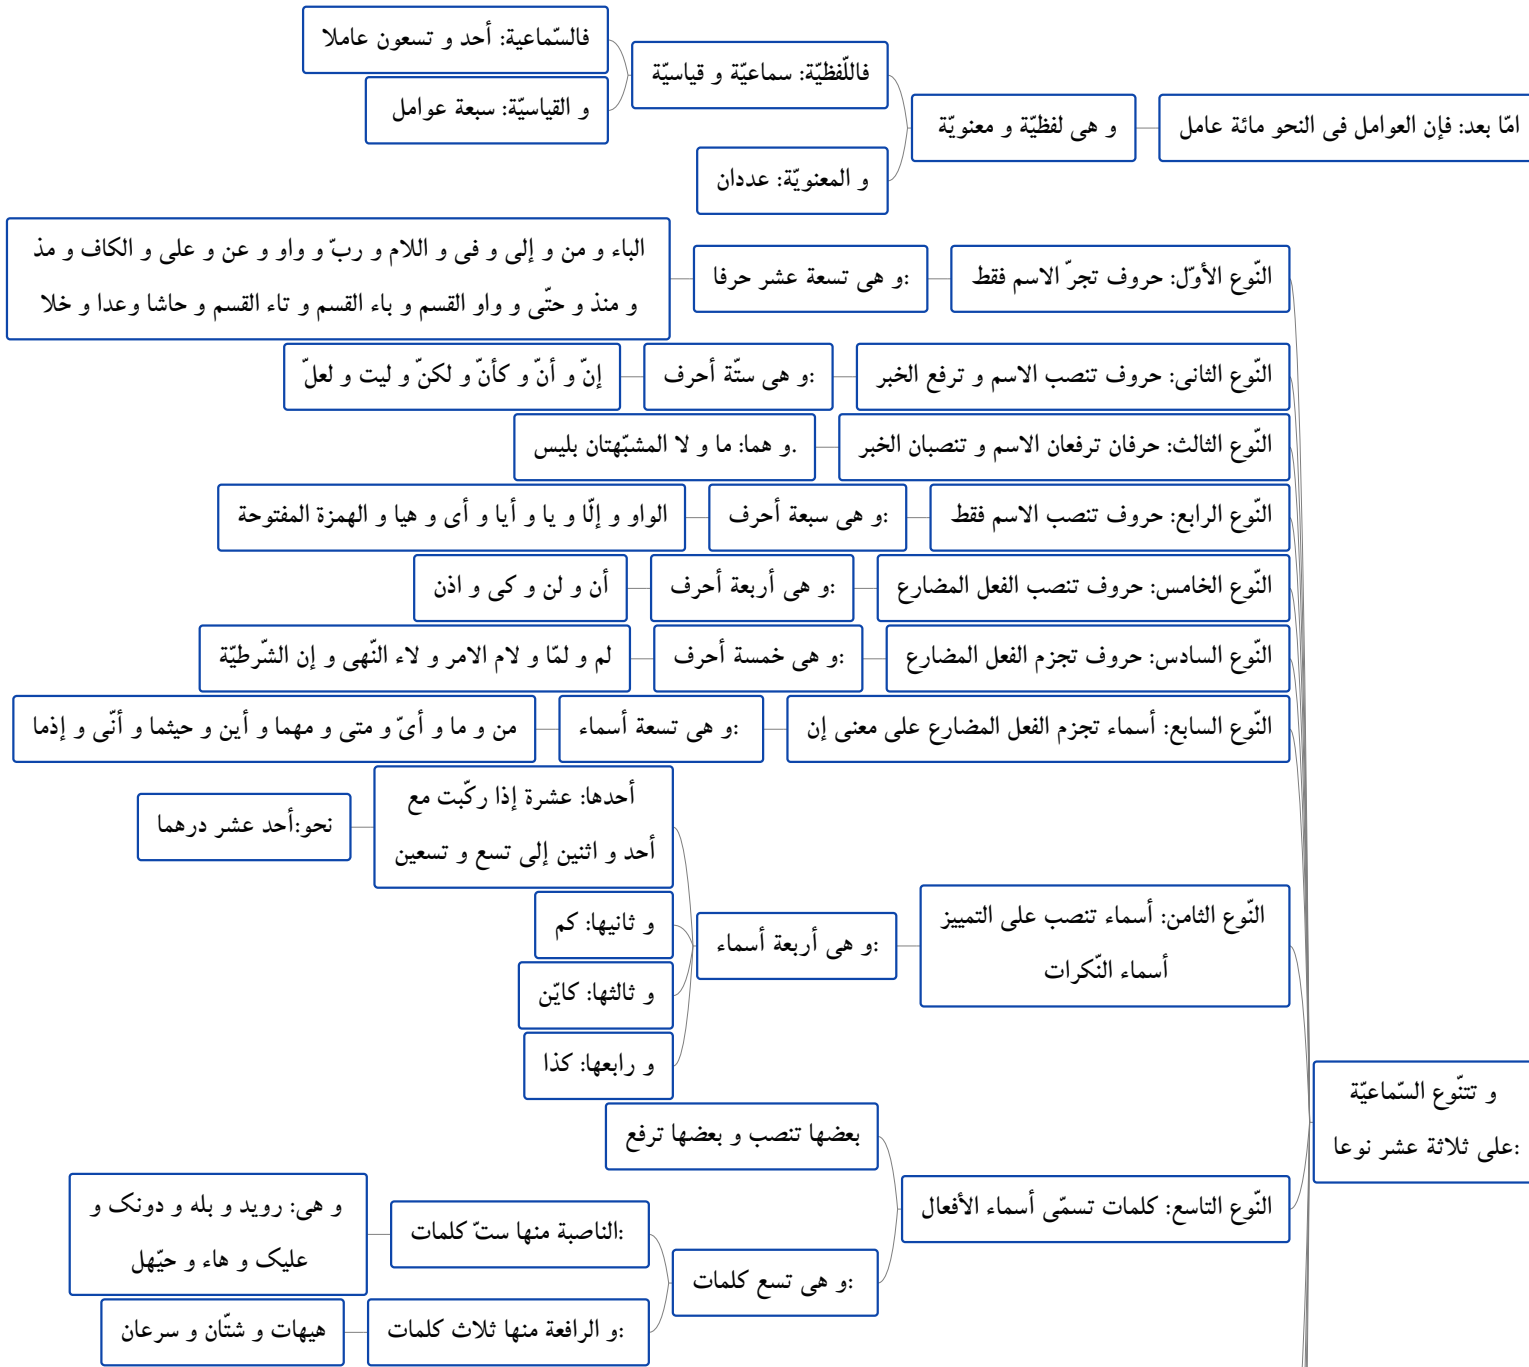 امّا بعد: فإن العوامل فى النحو مائة عامل
و هى لفظيّة و معنويّة
فاللّفظيّة: سماعيّة و قياسيّة
فالسّماعية: أحد و تسعون عاملا
و القياسيّة: سبعة عوامل
و المعنويّة: عددان
و تتنّوع السّماعيّة
على ثلاثة عشر نوعا:
النّوع الأوّل: حروف تجرّ الاسم فقط
و هى تسعة عشر حرفا:
الباء و من و إلى و فى و اللام و ربّ و واو و عن و على و الكاف و مذ
و منذ و حتّى و واو القسم و باء القسم و تاء القسم و حاشا وعدا و خلا
النّوع الثانى: حروف تنصب الاسم و ترفع الخبر
و هى ستّة أحرف:
إنّ و أنّ و كأنّ و لكنّ و ليت و لعلّ
النّوع الثالث: حرفان ترفعان الاسم و تنصبان الخبر
و هما: ما و لا المشبّهتان بليس.
النّوع الرابع: حروف تنصب الاسم فقط
و هى سبعة أحرف:
الواو و إلّا و يا و أيا و أى و هيا و الهمزة المفتوحة
النّوع الخامس: حروف تنصب الفعل المضارع
و هى أربعة أحرف:
أن و لن و كى و اذن
النّوع السادس: حروف تجزم الفعل المضارع
و هى خمسة أحرف:
لم و لمّا و لام الامر و لاء النّهى و إن الشّرطيّة
النّوع السابع: أسماء تجزم الفعل المضارع على معنى إن
و هى تسعة أسماء:
من و ما و أىّ و متى و مهما و أين و حيثما و أنّى و إذما
النّوع الثامن: أسماء تنصب على التمييز
أسماء النّكرات
و هى أربعة أسماء:
أحدها: عشرة إذا ركّبت مع
أحد و اثنين إلى تسع و تسعين
نحو:أحد عشر درهما
و ثانيها: كم
و ثالثها: كايّن
و رابعها: كذا
النّوع التاسع: كلمات تسمّى أسماء الأفعال
بعضها تنصب و بعضها ترفع
و هى تسع كلمات:
الناصبة منها ستّ كلمات:
و هى: رويد و بله و دونک و
عليک و هاء و حيّهل
و الرافعة منها ثلاث كلمات:
هيهات و شتّان و سرعان